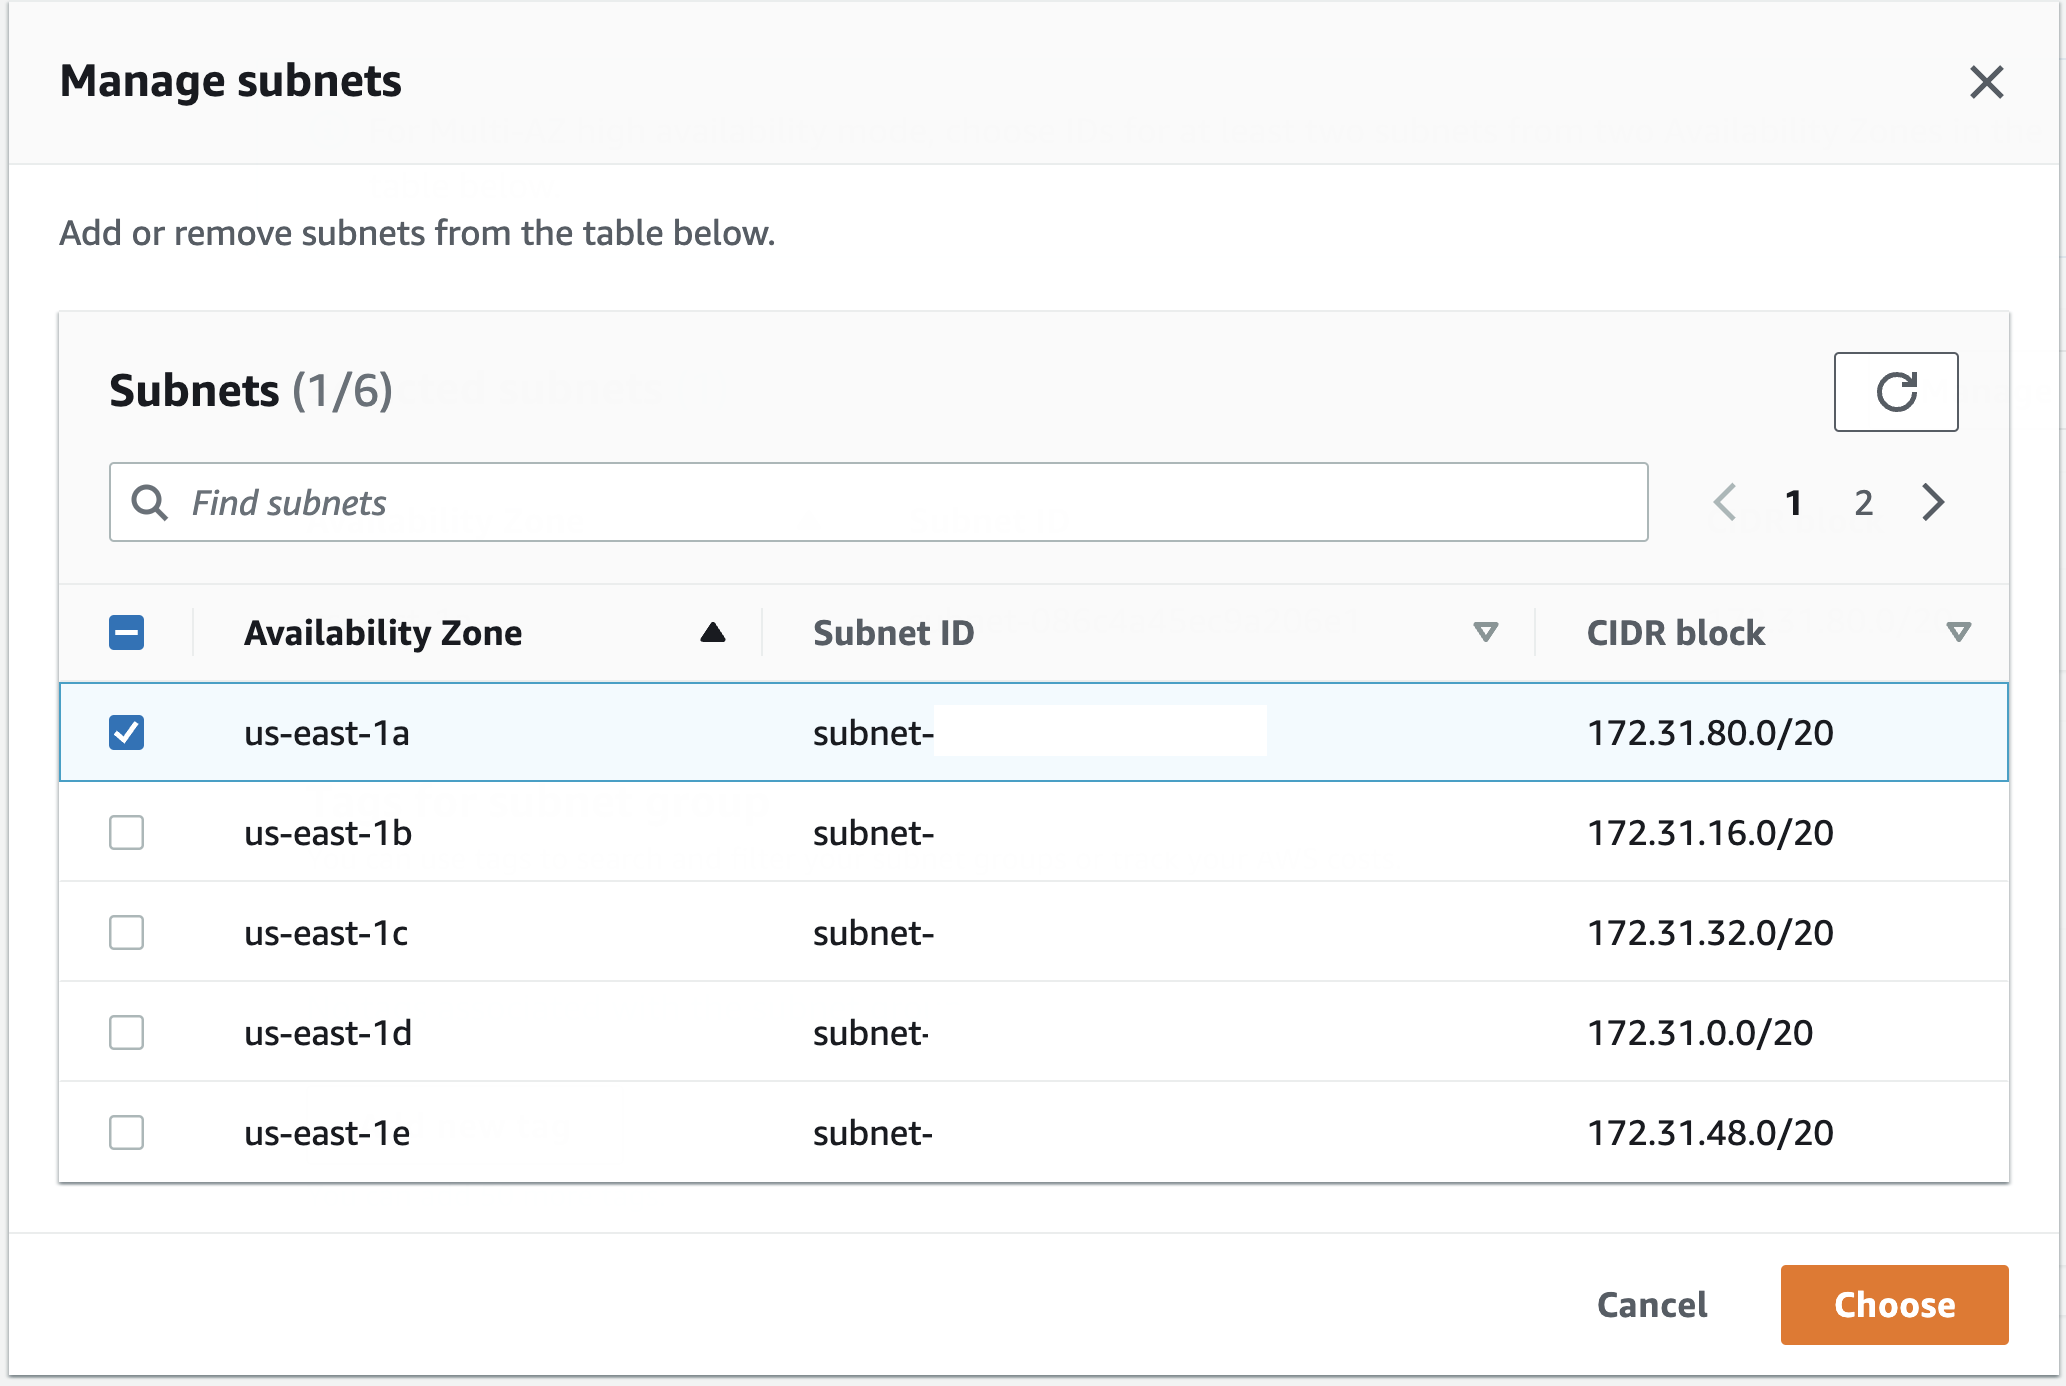 Manage subnets
Add or remove subnets from the table below.
Subnets (1/6)
Find subnets
1 2
Availability Zone Subnet ID CIDR block
us-east-1a subnet- 172.31.80.0/20
us-east-1b subnet- 172.31.16.0/20
us-east-1c subnet- 172.31.32.0/20
us-east-1d subnet- 172.31.0.0/20
us-east-1e subnet- 172.31.48.0/20
Cancel Choose